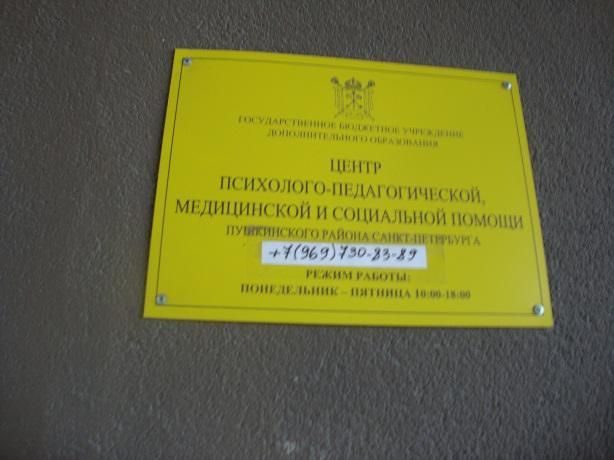 ГОСУДАРСТВЕННОЕ БЮДЖЕТНОЕ УЧРЕЖДЕНИЕ
ДОПОЛНИТЕЛЬНОГО ОБРАЗОВАНИЯ
ЦЕНТР
ПСИХОЛОГО-ПЕДАГОГИЧЕСКОЙ,
МЕДИЦИНСКОЙ И СОЦИАЛЬНОЙ ПОМОЩИ
ПУШКИНСКОГО РАЙОНА САНКТ-ПЕТЕРБУРГА
+7(969)730-83-89
РЕЖИМ РАБОТЫ:
ПОНЕДЕЛЬНИК – ПЯТНИЦА 10:00-18:00